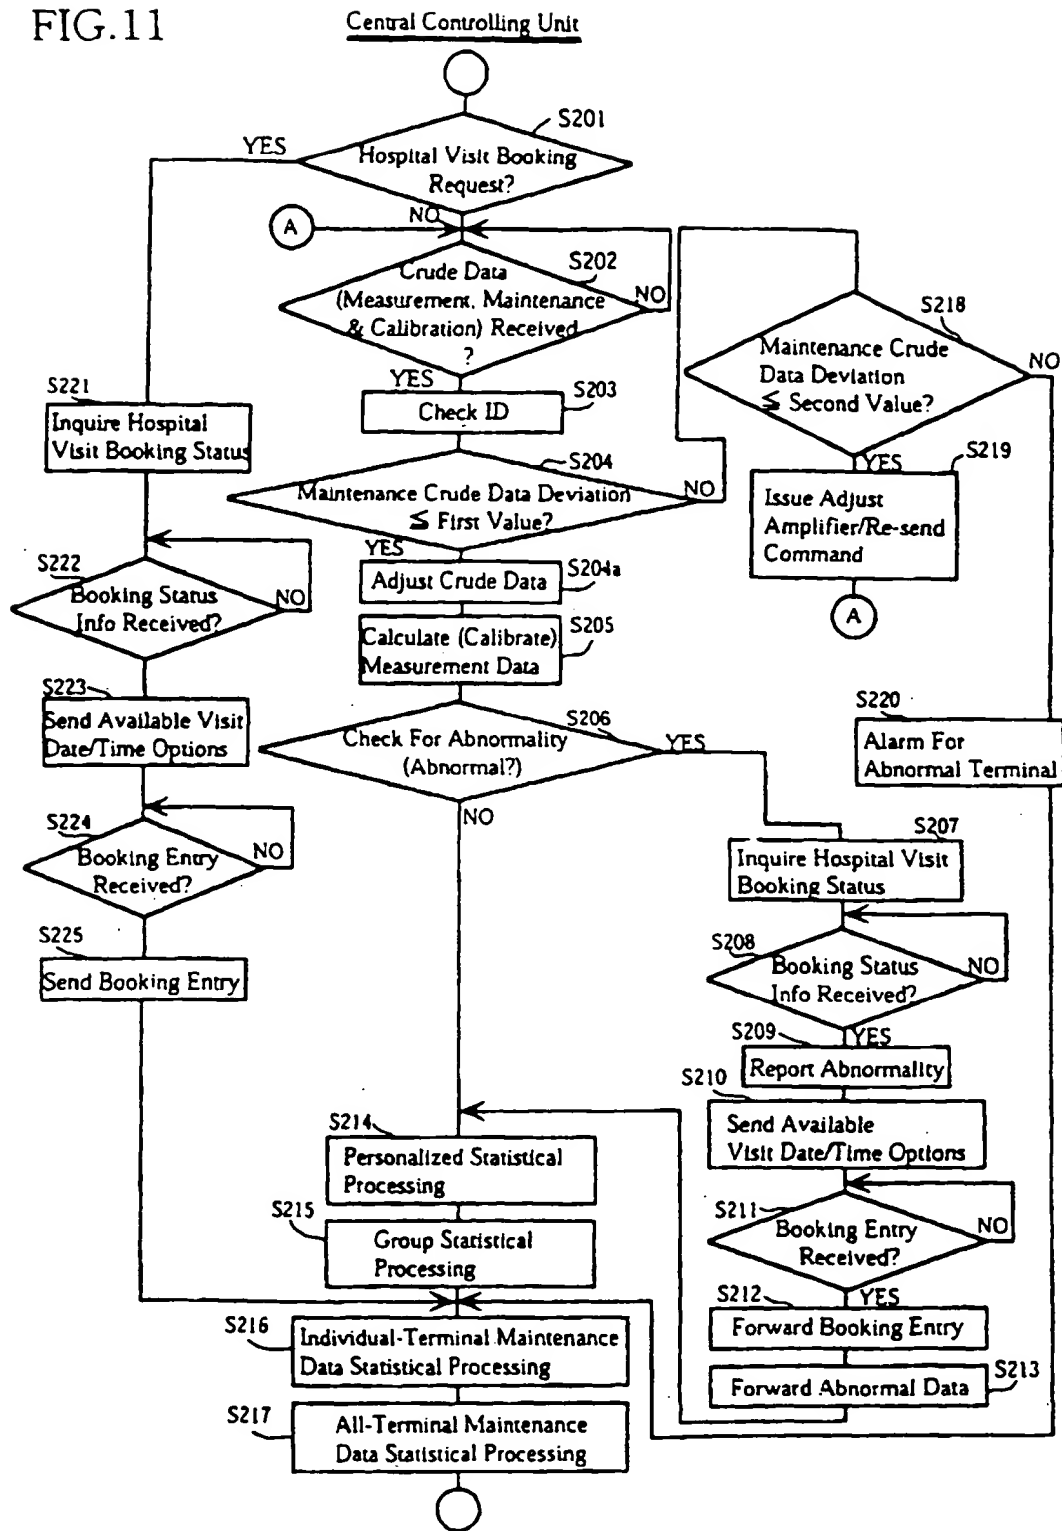 FIG.11
Central Controlling Unit
S201
YES
Hospital Visit Booking
Request?
NO
A
S202
Crude Data
(Measurement, Maintenance
& Calibration) Received
?
NO
YES
S203
Check ID
S204
Maintenance Crude Data Deviation
≦ First Value?
NO
YES
Adjust Crude Data
S204a
Calculate (Calibrate)
Measurement Data
S205
S206
Check For Abnormality
(Abnormal?)
YES
NO
S221
Inquire Hospital
Visit Booking Status
S222
Booking Status
Info Received?
NO
S223
Send Available Visit
Date/Time Options
S224
Booking Entry
Received?
NO
S225
Send Booking Entry
S218
Maintenance Crude
Data Deviation
≦ Second Value?
NO
YES
S219
Issue Adjust
Amplifier/Re-send
Command
A
S220
Alarm For
Abnormal Terminal
S207
Inquire Hospital Visit
Booking Status
S208
Booking Status
Info Received?
NO
YES
S209
Report Abnormality
S210
Send Available
Visit Date/Time Options
S211
Booking Entry
Received?
NO
YES
S212
Forward Booking Entry
Forward Abnormal Data
S213
S214
Personalized Statistical
Processing
S215
Group Statistical
Processing
S216
Individual-Terminal Maintenance
Data Statistical Processing
S217
All-Terminal Maintenance
Data Statistical Processing